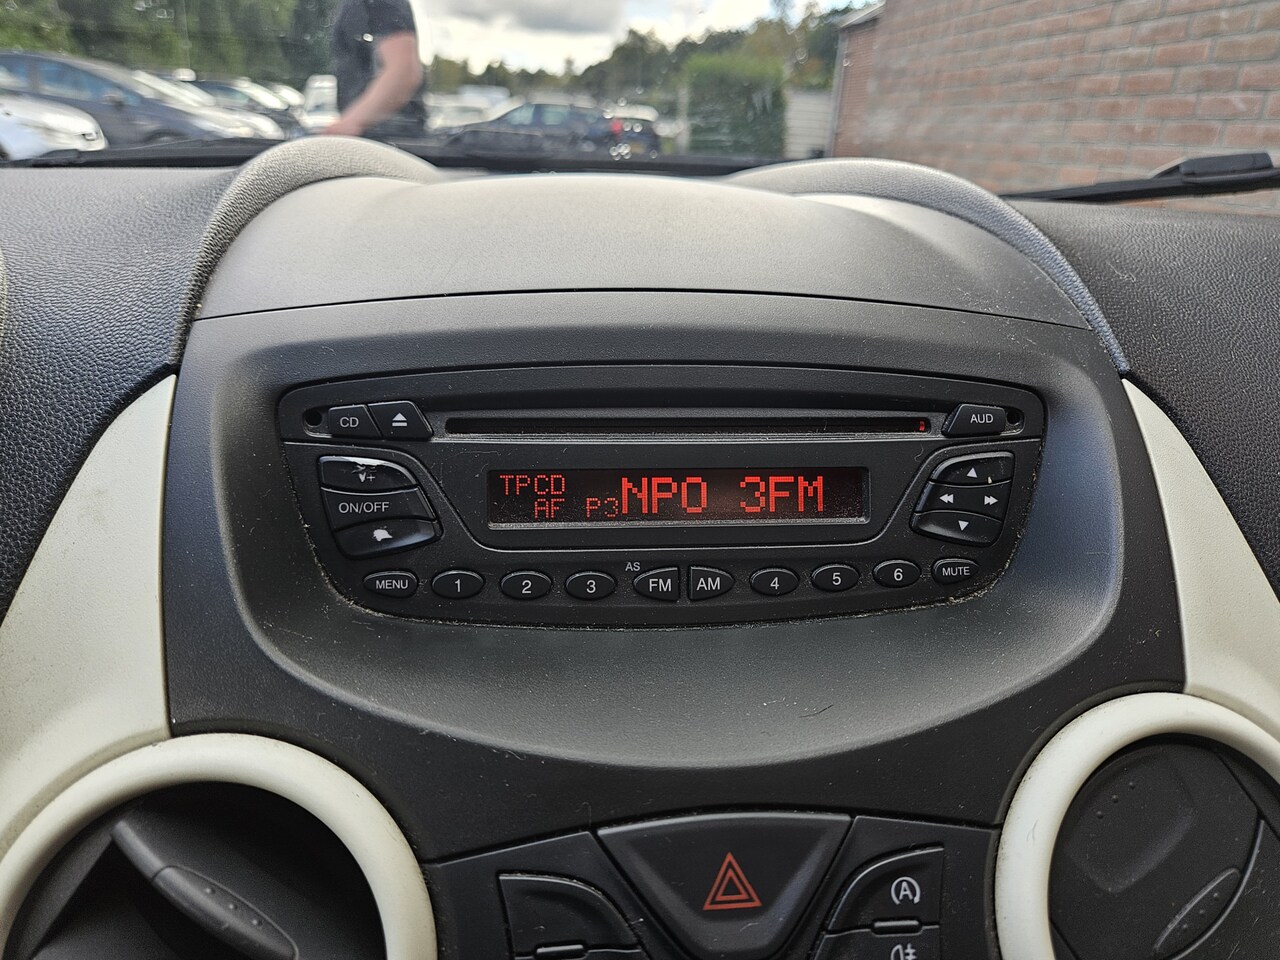 CD
AUD
TP CD NPO 3FM
AF P3
ON/OFF
MENU 1 2 3 AS FM AM 4 5 6 MUTE
A